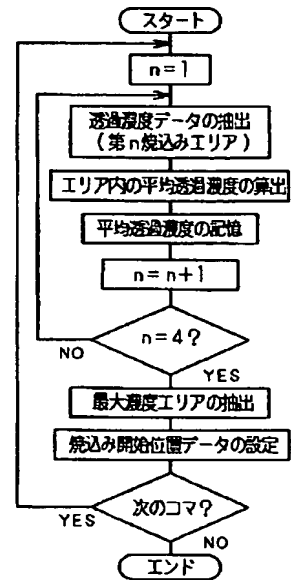 スタート
n=1
透過濃度データの抽出
(第n焼込みエリア)
エリア内の平均透過濃度の算出
平均透過濃度の記憶
n=n+1
n=4?
NO
YES
最大濃度エリアの抽出
焼込み開始位置データの設定
次のコマ?
YES
NO
エンド